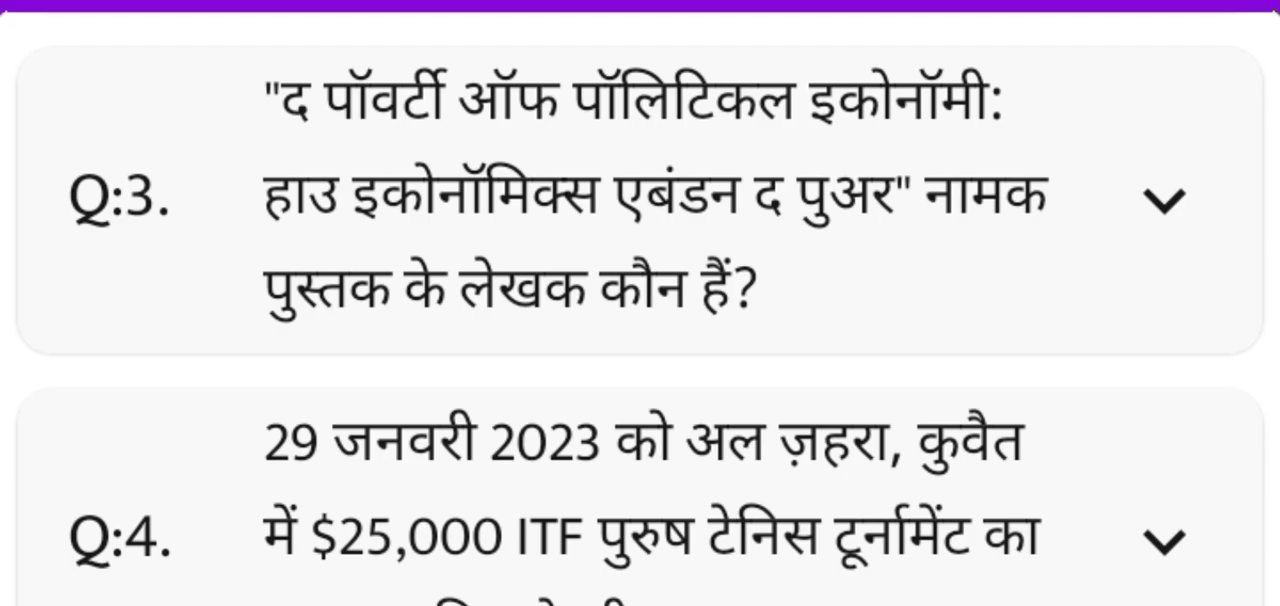 "द पॉवर्टी ऑफ पॉलिटिकल इकोनॉमी:
Q:3. हाउ इकोनॉमिक्स एबंडन द पुअर" नामक
पुस्तक के लेखक कौन हैं?
29 जनवरी 2023 को अल ज़हरा, कुवैत
Q:4. में $25,000 ITF पुरुष टेनिस टूर्नामेंट का